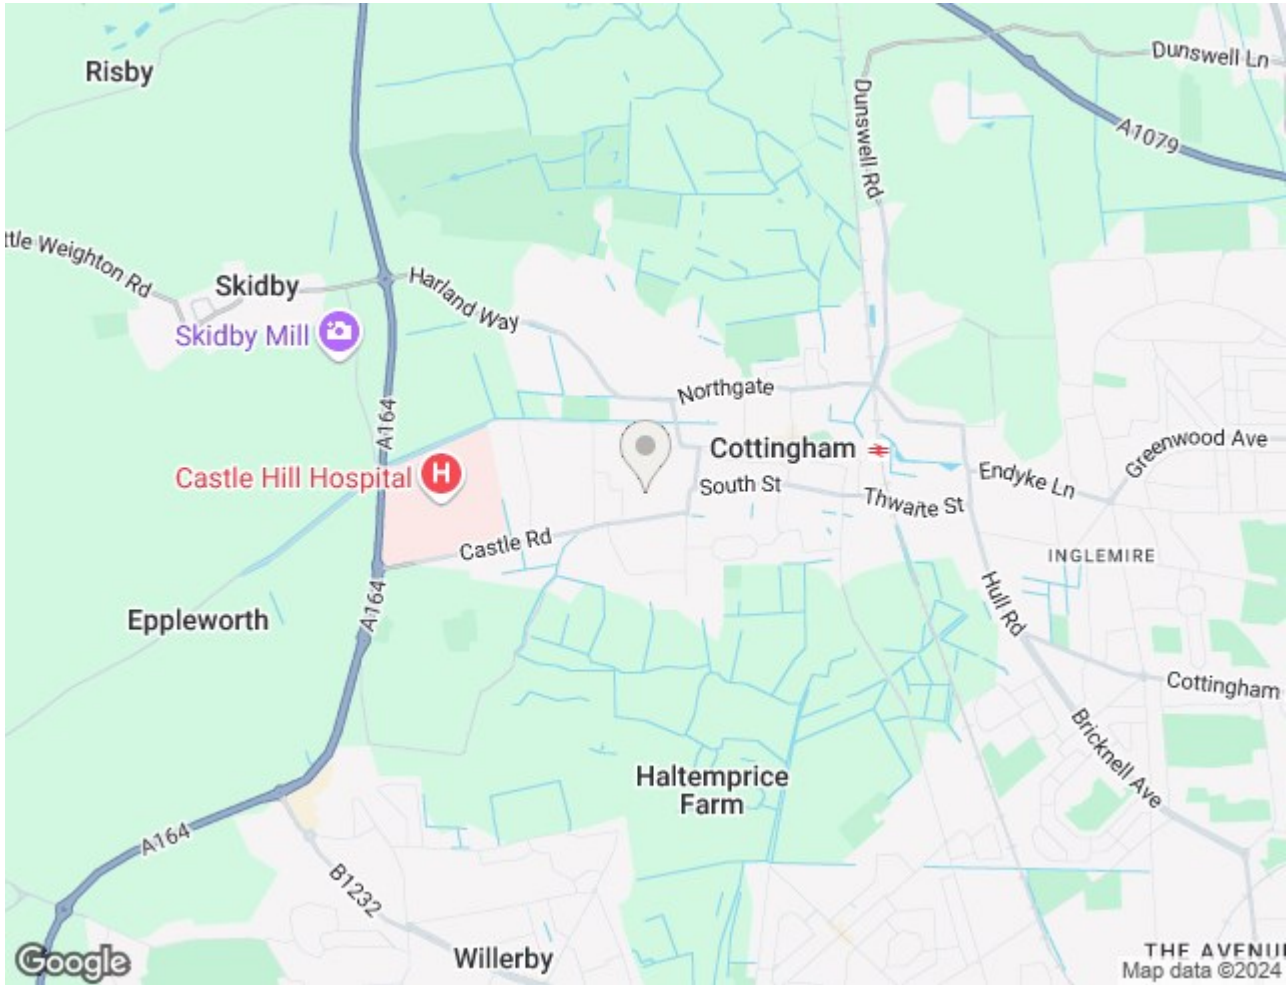 Dunswell Ln
Risby
A1079
Dunswell Rd
ttle Weighton Rd
Skidby
Harland Way
Skidby Mill
Northgate
A164
Cottingham
Greenwood Ave
Castle Hill Hospital
H
South St
Endyke Ln
Thwaite St
Castle Rd
INGLEMIRE
A164
Hull Rd
Eppleworth
Cottingham
Bricknell Ave
Haltemprice
Farm
A164
B1232
Willerby
THE AVENUE
Google
Map data ©2024